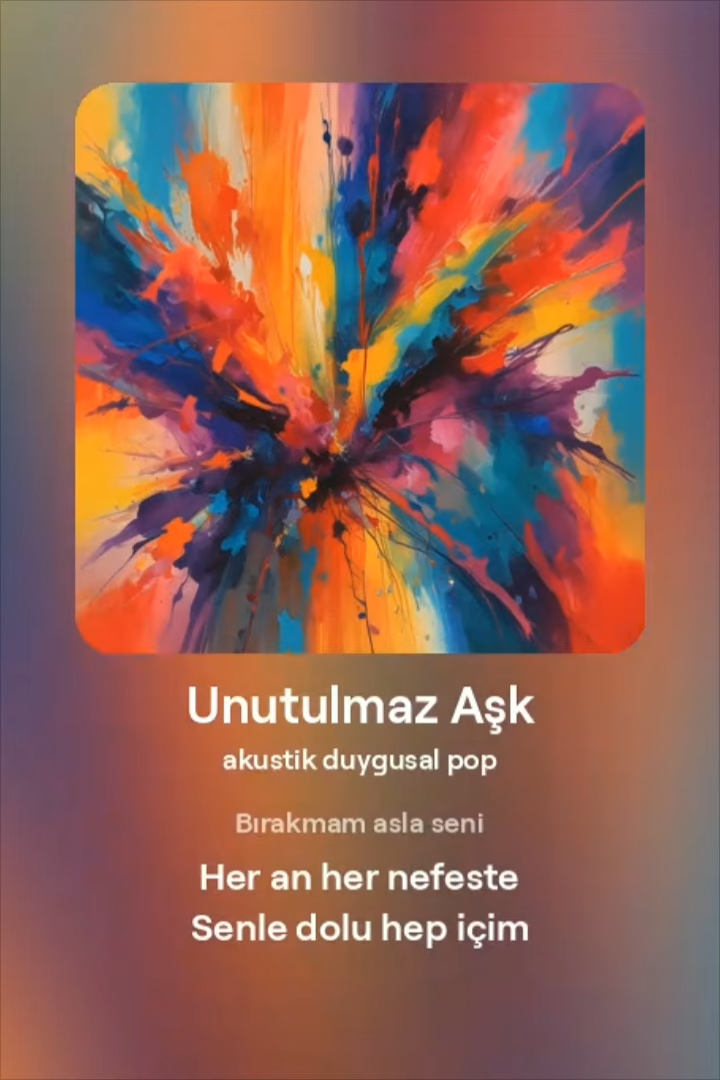 Unutulmaz Aşk
akustik duygusal pop
Bırakmam asla seni
Her an her nefeste
Senle dolu hep içim